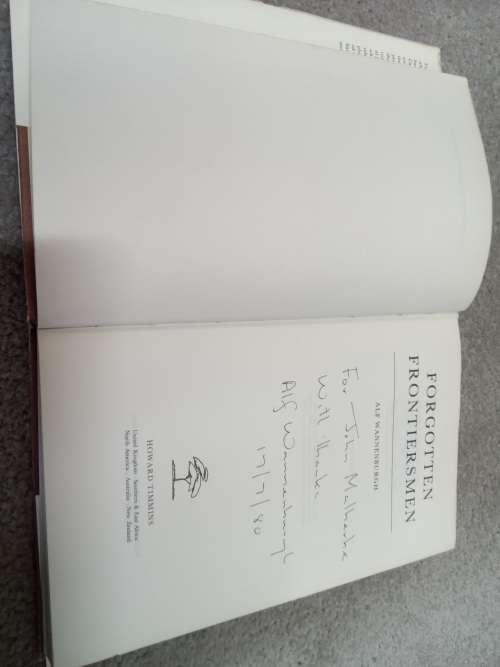 FORGOTTEN
FRONTIERSMEN
ALF WANNENBURGH
For John Malherbe
With thanks
Alf Wannenburgh
17/7/80
HOWARD TIMMINS
United Kingdom · Southern & East Africa
North America · Australia · New Zealand